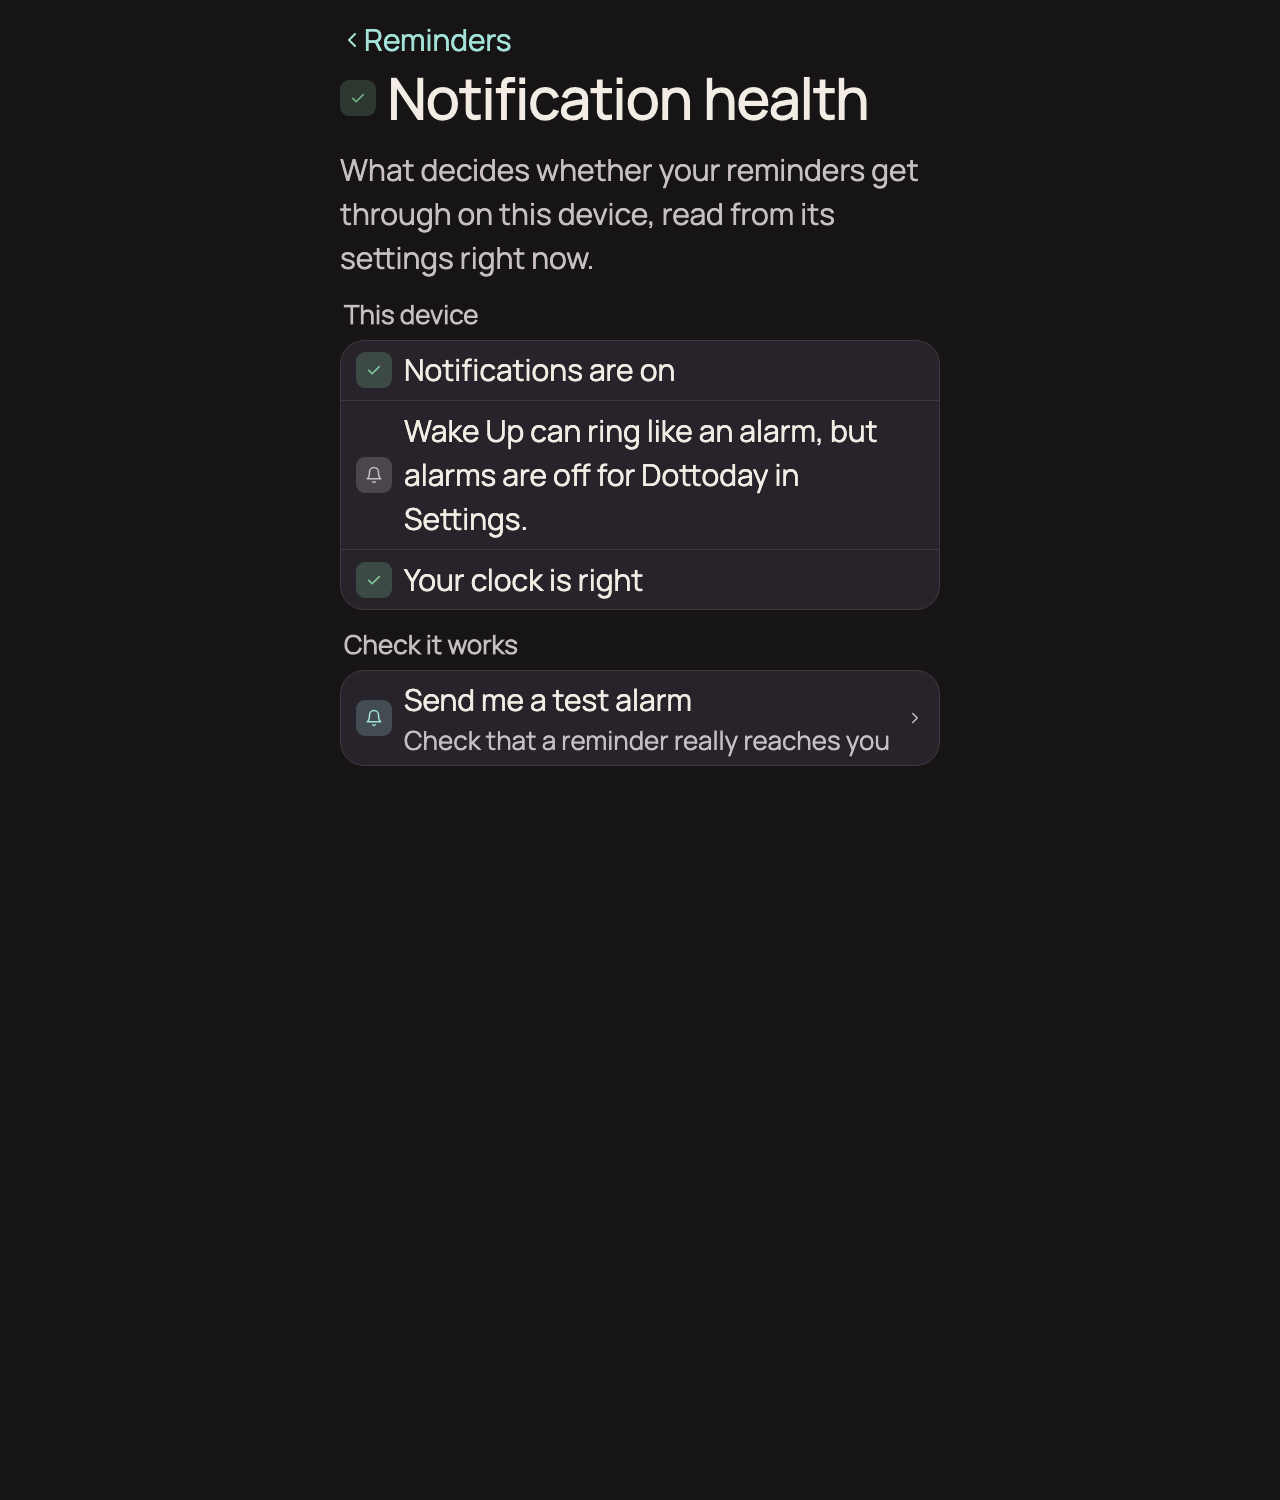 Reminders
Notification health
What decides whether your reminders get
through on this device, read from its
settings right now.
This device
Notifications are on
Wake Up can ring like an alarm, but
alarms are off for Dottoday in
Settings.
Your clock is right
Check it works
Send me a test alarm
Check that a reminder really reaches you